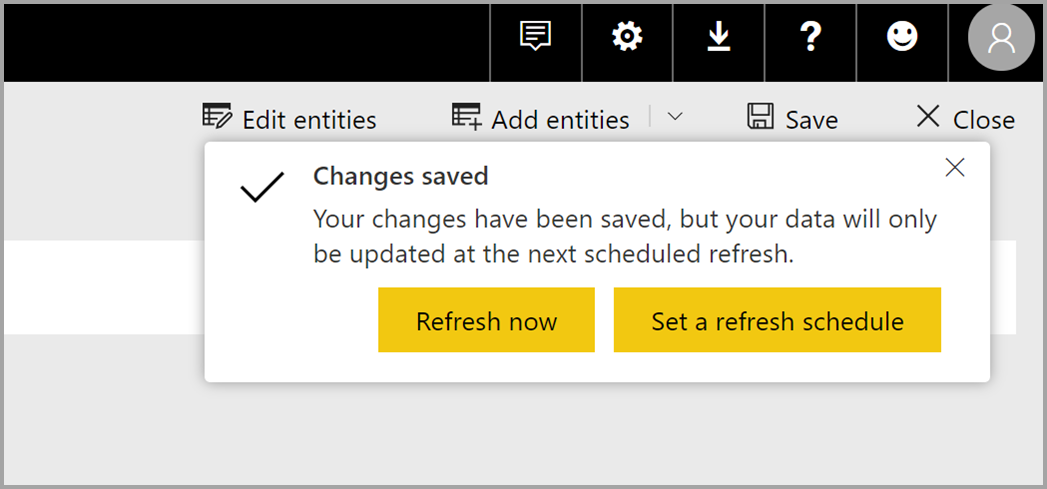 Edit entities
Add entities
Save
Close
Changes saved
Your changes have been saved, but your data will only
be updated at the next scheduled refresh.
Refresh now
Set a refresh schedule